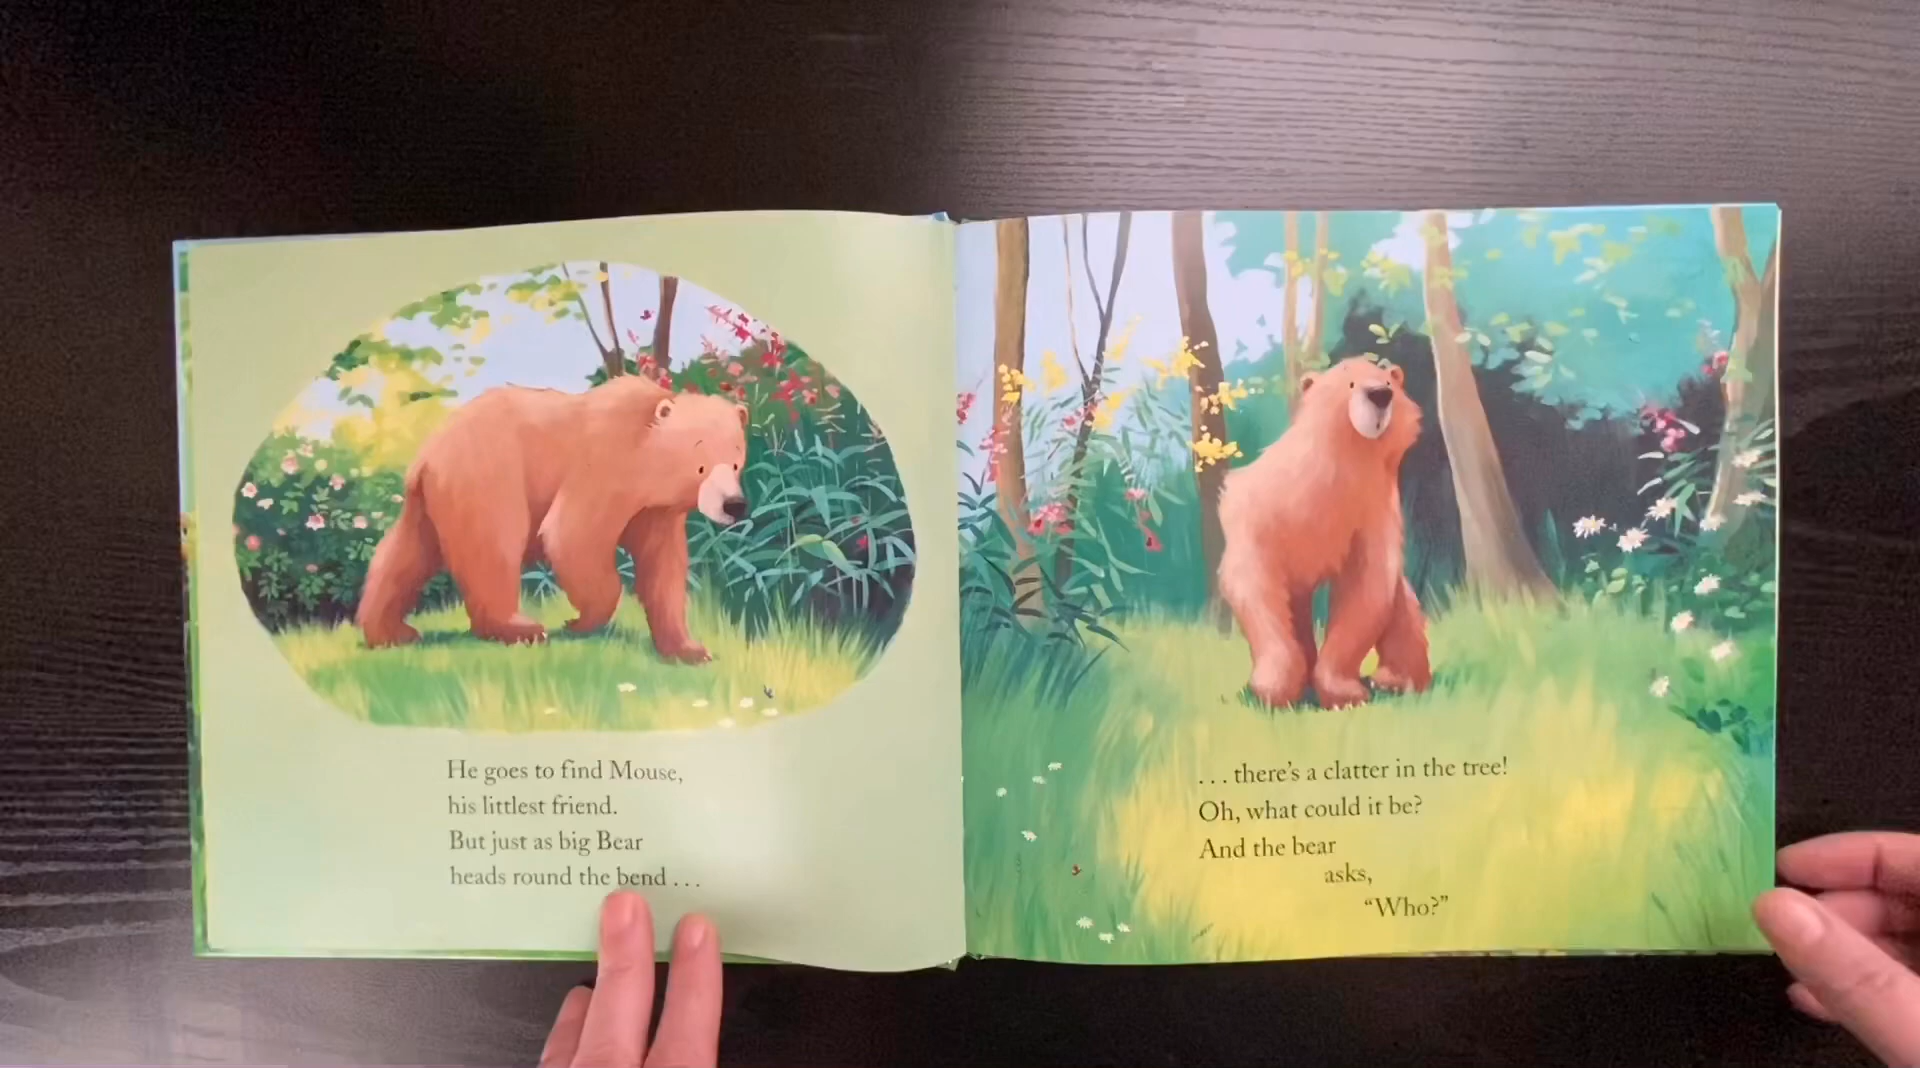 He goes to find Mouse,
his littlest friend.
But just as big Bear
heads round the bend . . .
. . . there's a clatter in the tree!
Oh, what could it be?
And the bear
asks,
“Who?”